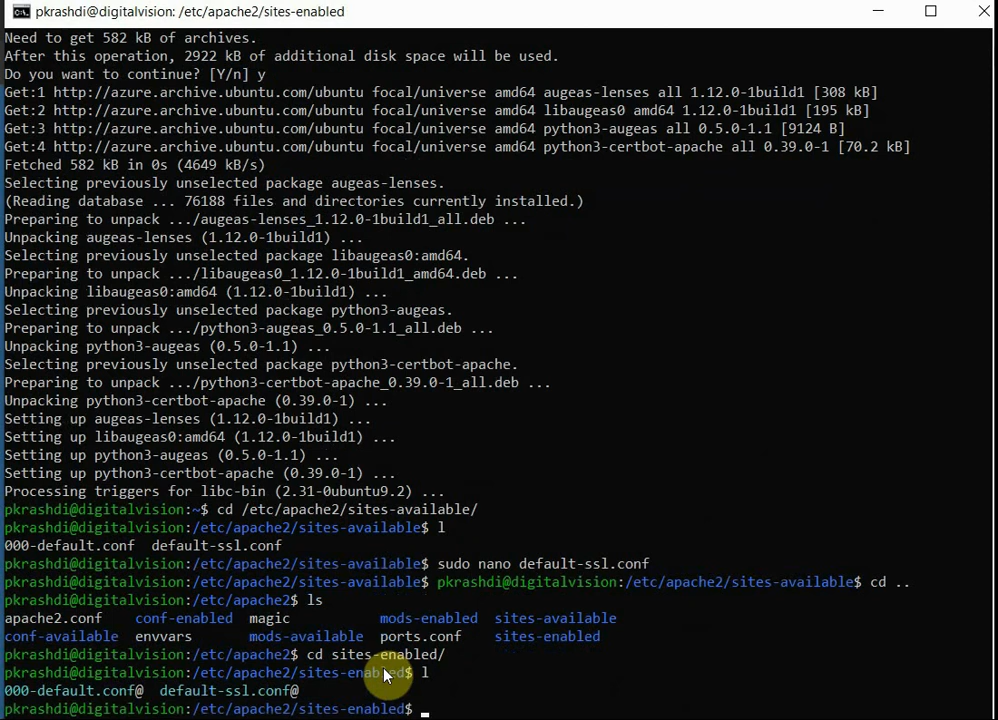 pkrashdi@digitalvision: /etc/apache2/sites-enabled
Need to get 582 kB of archives.
After this operation, 2922 kB of additional disk space will be used.
Do you want to continue? [Y/n] y
Get:1 http://azure.archive.ubuntu.com/ubuntu focal/universe amd64 augeas-lenses all 1.12.0-1build1 [308 kB]
Get:2 http://azure.archive.ubuntu.com/ubuntu focal/universe amd64 libaugeas0 amd64 1.12.0-1build1 [195 kB]
Get:3 http://azure.archive.ubuntu.com/ubuntu focal/universe amd64 python3-augeas all 0.5.0-1.1 [9124 B]
Get:4 http://azure.archive.ubuntu.com/ubuntu focal/universe amd64 python3-certbot-apache all 0.39.0-1 [70.2 kB]
Fetched 582 kB in 0s (4649 kB/s)
Selecting previously unselected package augeas-lenses.
(Reading database ... 76188 files and directories currently installed.)
Preparing to unpack .../augeas-lenses_1.12.0-1build1_all.deb ...
Unpacking augeas-lenses (1.12.0-1build1) ...
Selecting previously unselected package libaugeas0:amd64.
Preparing to unpack .../libaugeas0_1.12.0-1build1_amd64.deb ...
Unpacking libaugeas0:amd64 (1.12.0-1build1) ...
Selecting previously unselected package python3-augeas.
Preparing to unpack .../python3-augeas_0.5.0-1.1_all.deb ...
Unpacking python3-augeas (0.5.0-1.1) ...
Selecting previously unselected package python3-certbot-apache.
Preparing to unpack .../python3-certbot-apache_0.39.0-1_all.deb ...
Unpacking python3-certbot-apache (0.39.0-1) ...
Setting up augeas-lenses (1.12.0-1build1) ...
Setting up libaugeas0:amd64 (1.12.0-1build1) ...
Setting up python3-augeas (0.5.0-1.1) ...
Setting up python3-certbot-apache (0.39.0-1) ...
Processing triggers for libc-bin (2.31-0ubuntu9.2) ...
pkrashdi@digitalvision:~$ cd /etc/apache2/sites-available/
pkrashdi@digitalvision:/etc/apache2/sites-available$ l
000-default.conf  default-ssl.conf
pkrashdi@digitalvision:/etc/apache2/sites-available$ sudo nano default-ssl.conf
pkrashdi@digitalvision:/etc/apache2/sites-available$ pkrashdi@digitalvision:/etc/apache2/sites-available$ cd ..
pkrashdi@digitalvision:/etc/apache2$ ls
apache2.conf    conf-enabled  magic           mods-enabled  sites-available
conf-available  envvars       mods-available  ports.conf    sites-enabled
pkrashdi@digitalvision:/etc/apache2$ cd sites-enabled/
pkrashdi@digitalvision:/etc/apache2/sites-enabled$ l
000-default.conf@  default-ssl.conf@
pkrashdi@digitalvision:/etc/apache2/sites-enabled$